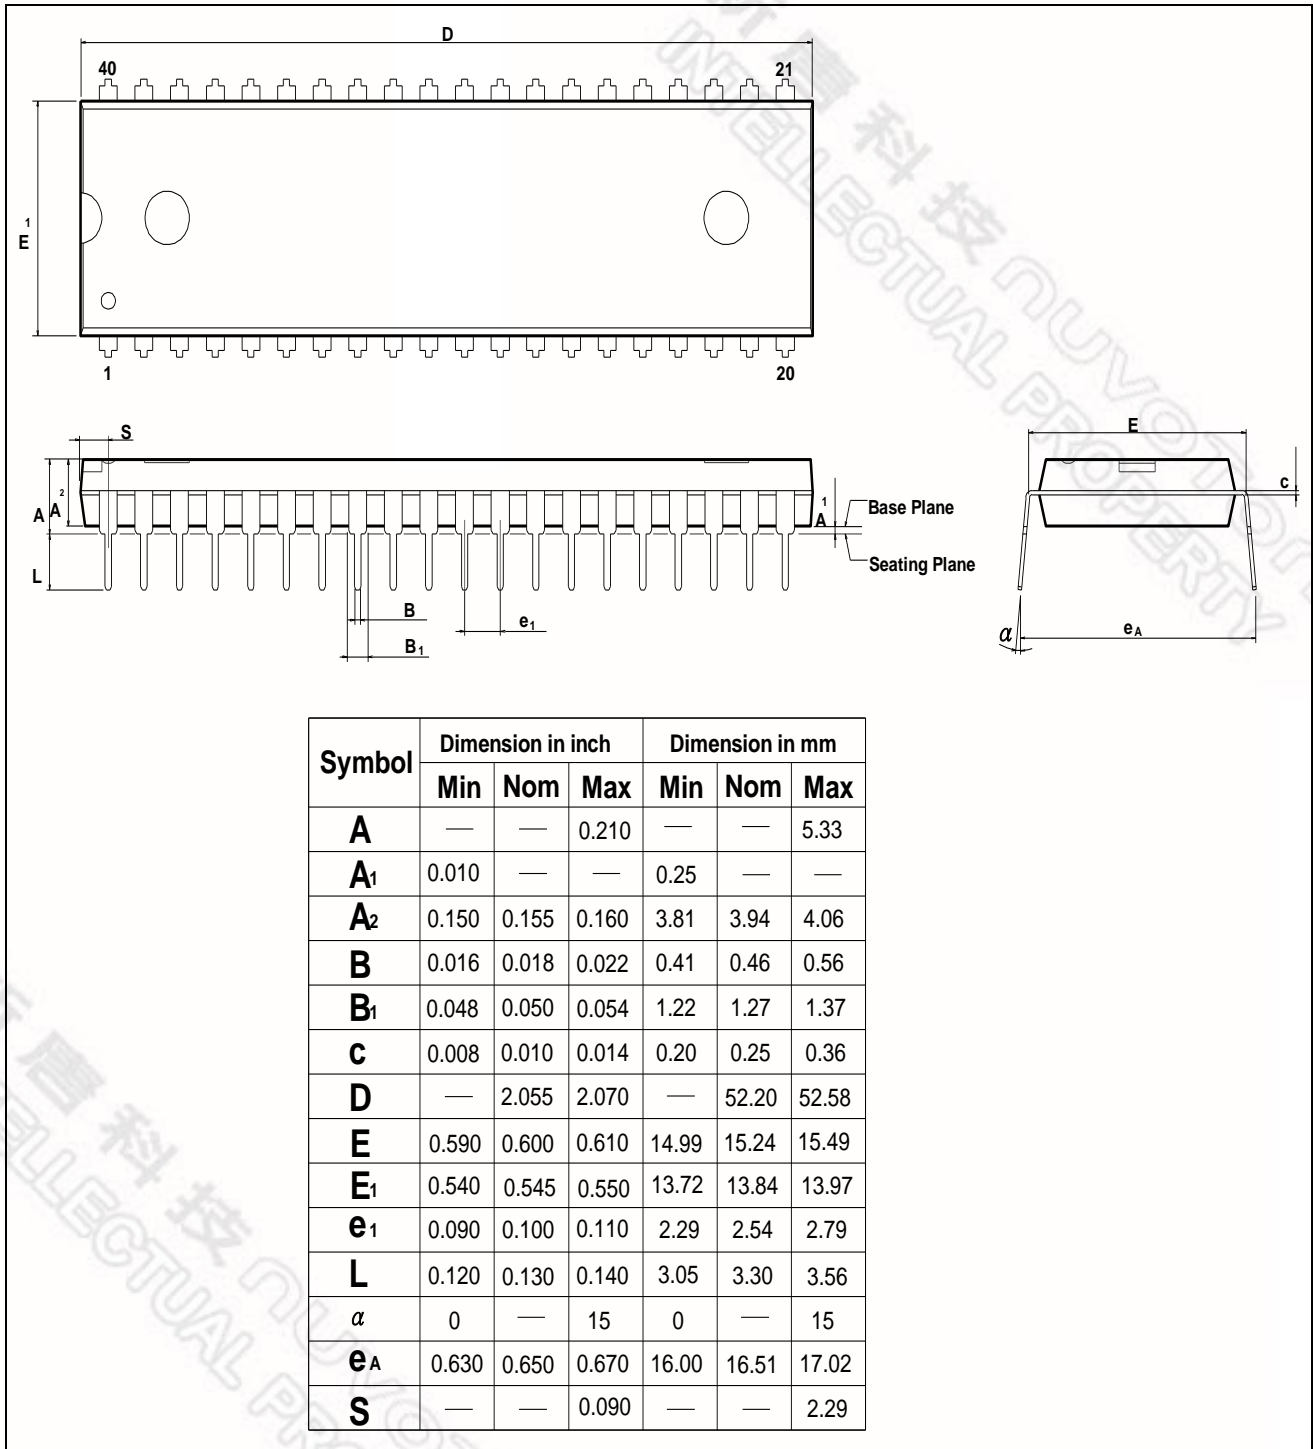 D
40
21
E1
1
20
S
A
A2
L
B
B1
e1
A1
Base Plane
Seating Plane
E
c
α
eA
Symbol Dimension in inch Dimension in mm
Min Nom Max Min Nom Max
A — — 0.210 — — 5.33
A1 0.010 — — 0.25 — —
A2 0.150 0.155 0.160 3.81 3.94 4.06
B 0.016 0.018 0.022 0.41 0.46 0.56
B1 0.048 0.050 0.054 1.22 1.27 1.37
c 0.008 0.010 0.014 0.20 0.25 0.36
D — 2.055 2.070 — 52.20 52.58
E 0.590 0.600 0.610 14.99 15.24 15.49
E1 0.540 0.545 0.550 13.72 13.84 13.97
e1 0.090 0.100 0.110 2.29 2.54 2.79
L 0.120 0.130 0.140 3.05 3.30 3.56
α 0 — 15 0 — 15
eA 0.630 0.650 0.670 16.00 16.51 17.02
S — — 0.090 — — 2.29
新唐科技 nuvoton
INTELLECTUAL PROPERTY